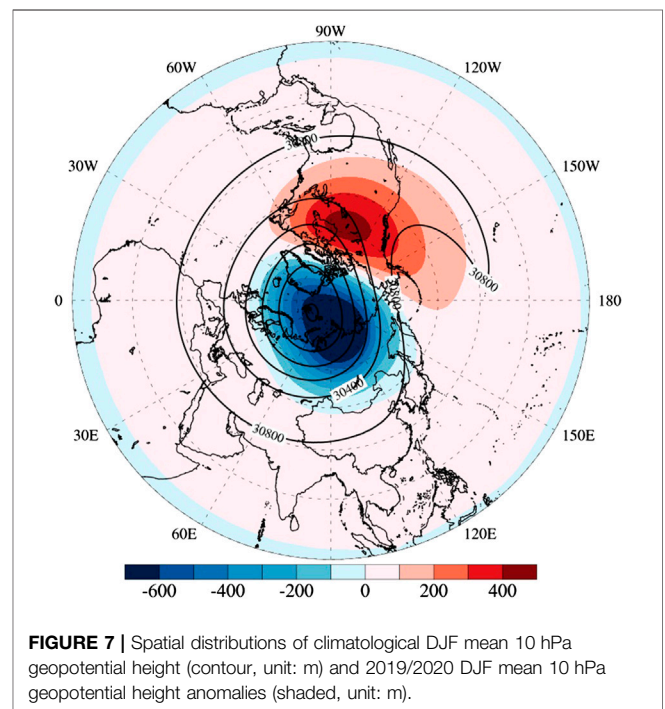 90W
60W
120W
30W
150W
30800
0
180
30400
30800
30E
150E
60E
120E
-600 -400 -200 0 200 400
FIGURE 7 | Spatial distributions of climatological DJF mean 10 hPa
geopotential height (contour, unit: m) and 2019/2020 DJF mean 10 hPa
geopotential height anomalies (shaded, unit: m).